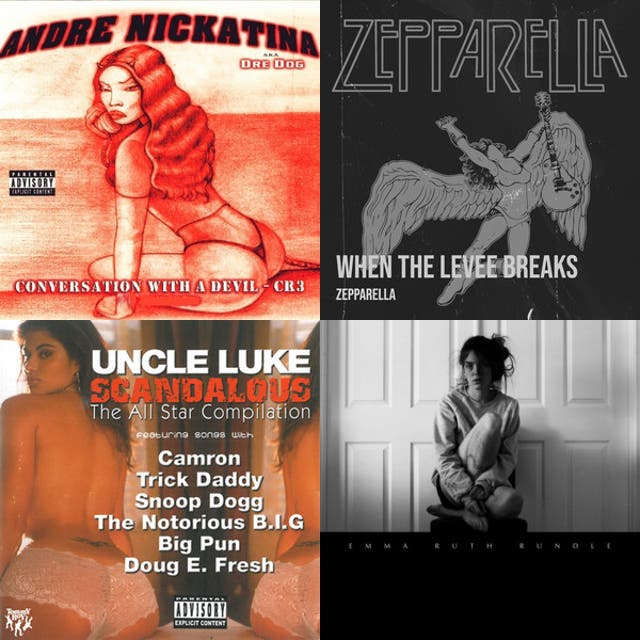 ANDRE NICKATINA
AKA
DRE DOG
PARENTAL
ADVISORY
EXPLICIT CONTENT
CONVERSATION WITH A DEVIL - CR3
ZEPPARELLA
WHEN THE LEVEE BREAKS
ZEPPARELLA
UNCLE LUKE
SCANDALOUS
The All Star Compilation
Featuring songs with
Camron
Trick Daddy
Snoop Dogg
The Notorious B.I.G
Big Pun
Doug E. Fresh
Tommy
Boy
PARENTAL
ADVISORY
EXPLICIT CONTENT
EMMA RUTH RUNDLE